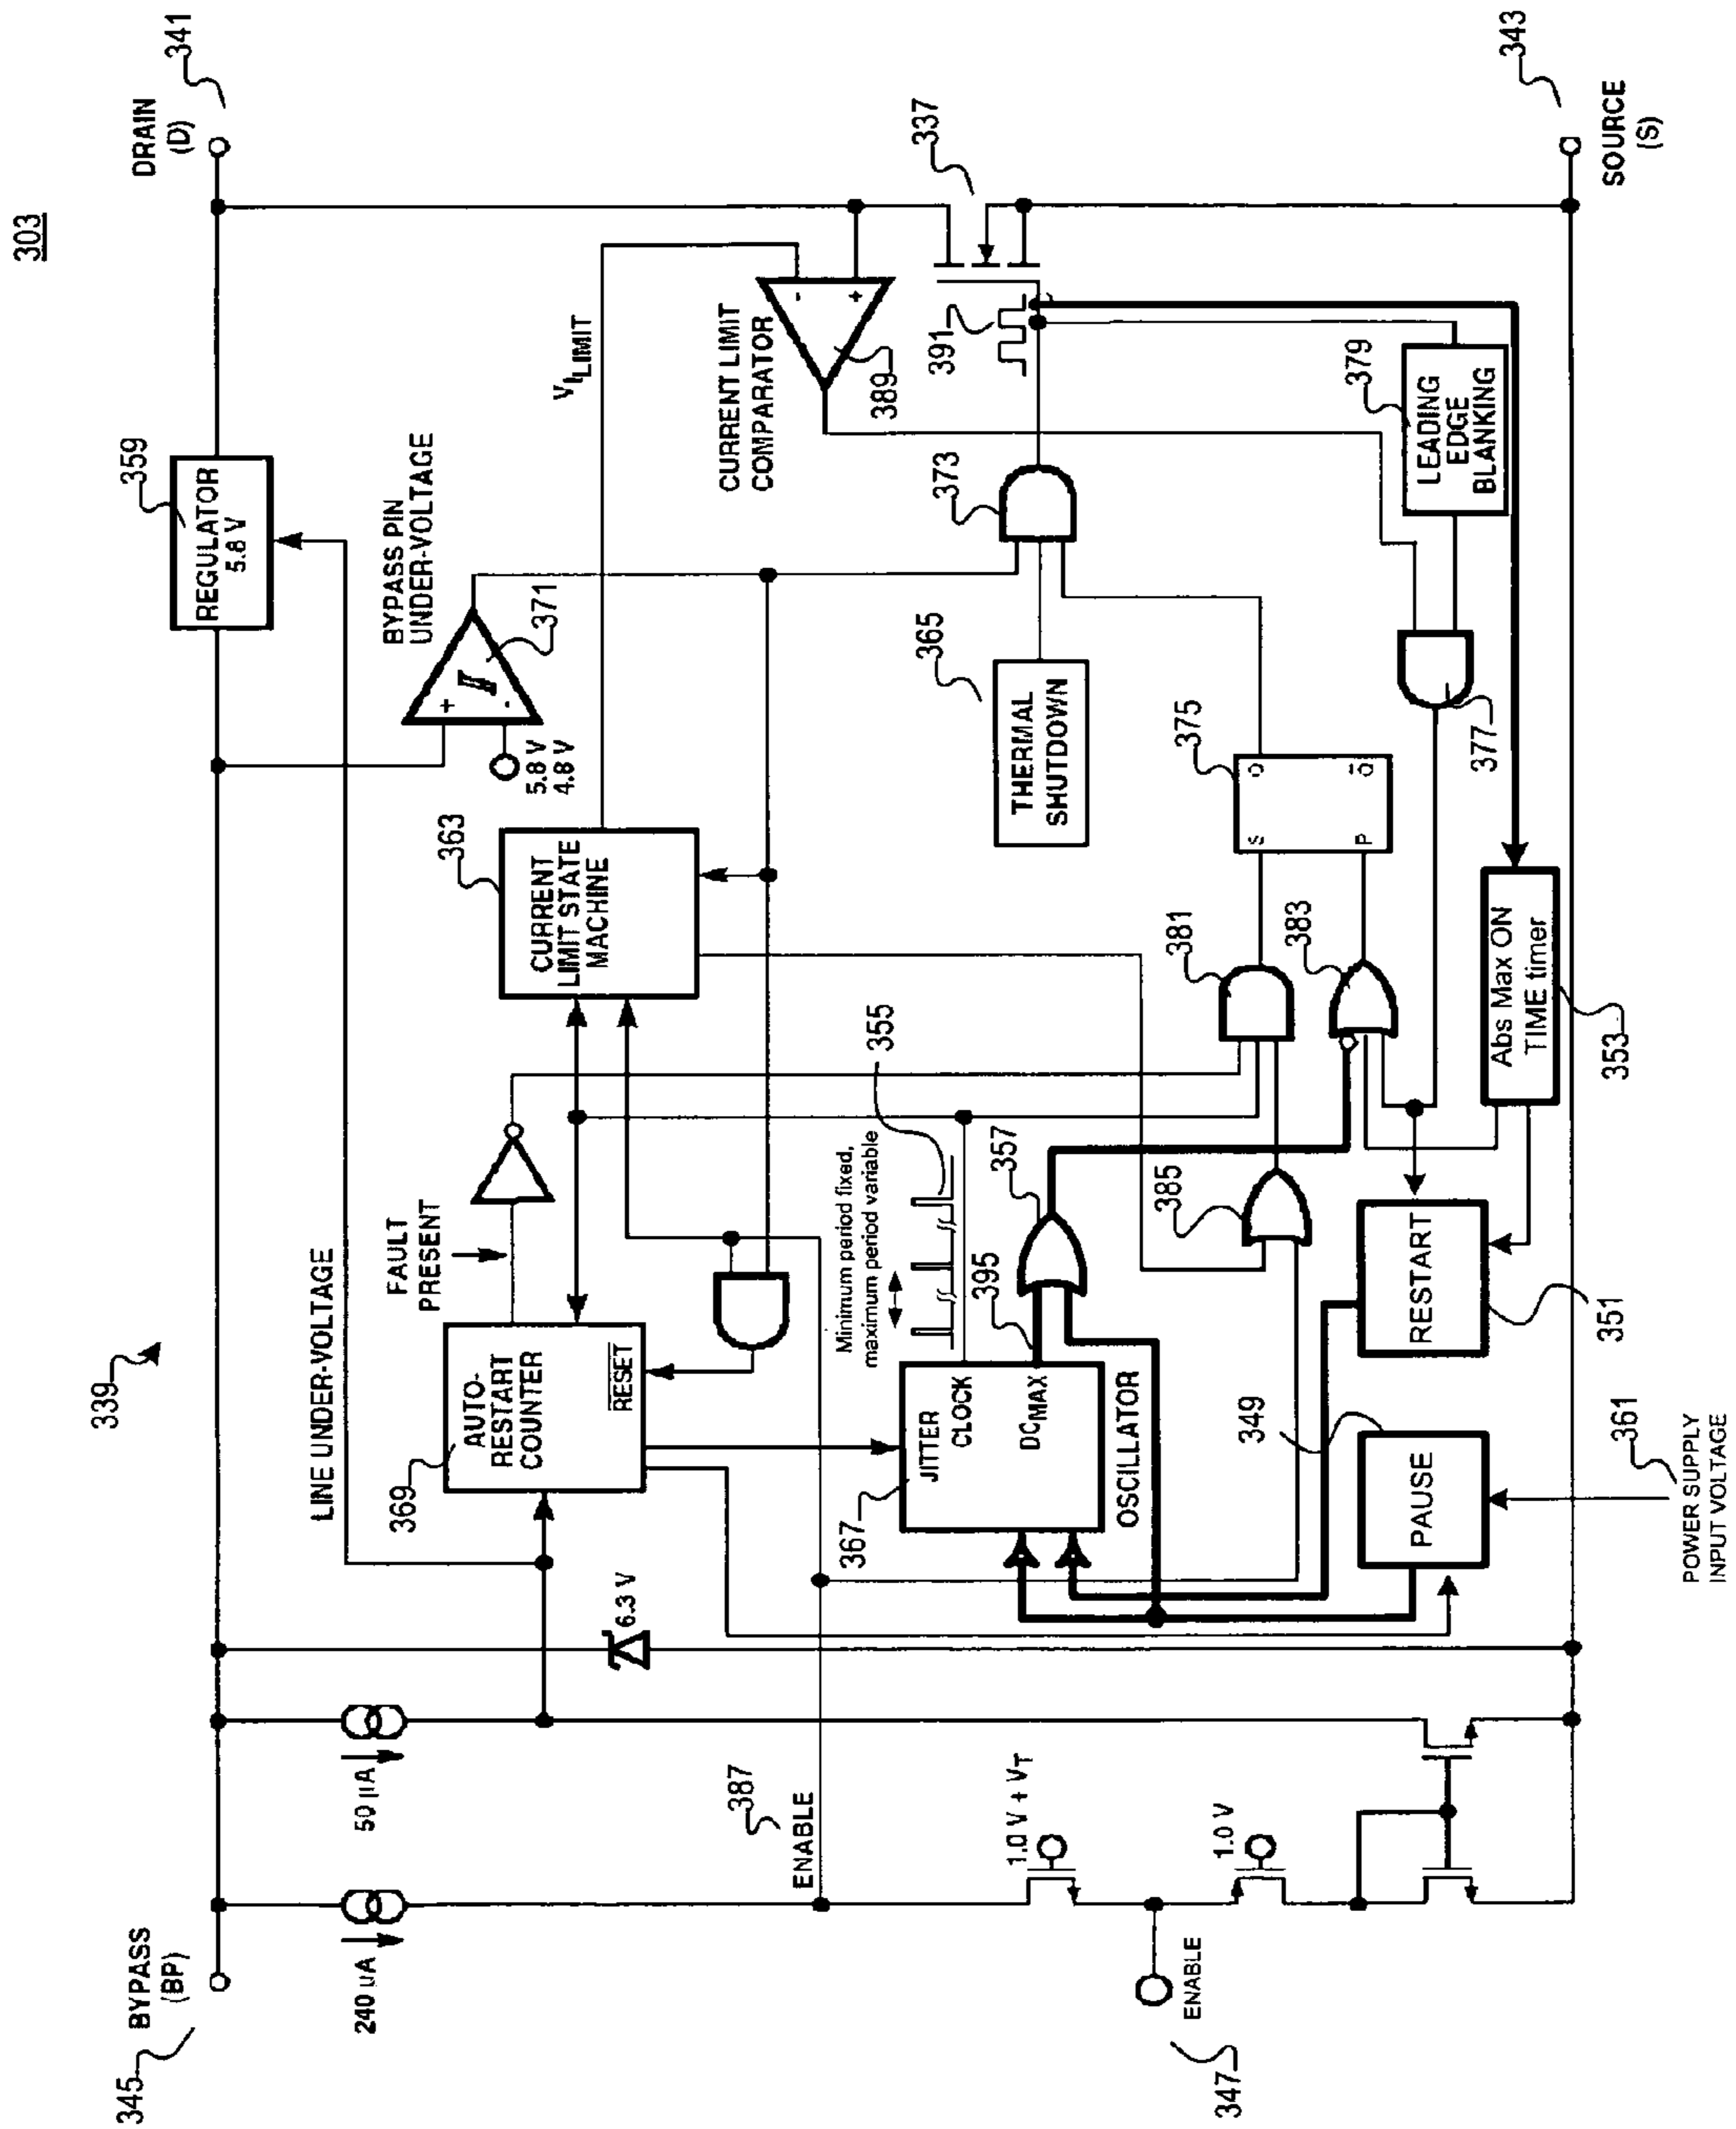 303
DRAIN
(D)
341
359
REGULATOR
5.8 V
BYPASS PIN
UNDER-VOLTAGE
371
+
-
5.8 V
4.8 V
V_ILIMIT
CURRENT LIMIT
COMPARATOR
-
+
389
337
391
343
SOURCE
(S)
373
379
LEADING
EDGE
BLANKING
365
THERMAL
SHUTDOWN
363
CURRENT
LIMIT STATE
MACHINE
375
S
Q
Q̅
377
381
383
Abs Max ON
TIME timer
353
355
Minimum period fixed,
maximum period variable
357
385
395
RESTART
351
339
LINE UNDER-VOLTAGE
FAULT
PRESENT
AUTO-
RESTART
COUNTER
RESET
369
JITTER
CLOCK
DCMAX
OSCILLATOR
367
349
PAUSE
361
POWER SUPPLY
INPUT VOLTAGE
6.3 V
50 µA
240 µA
387
ENABLE
1.0 V + VT
1.0 V
BYPASS
(BP)
345
ENABLE
347